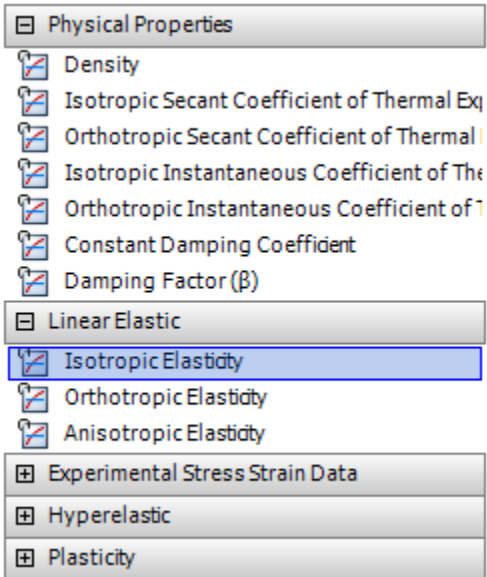 Physical Properties
Density
Isotropic Secant Coefficient of Thermal Exp
Orthotropic Secant Coefficient of Thermal
Isotropic Instantaneous Coefficient of The
Orthotropic Instantaneous Coefficient of T
Constant Damping Coefficient
Damping Factor (β)
Linear Elastic
Isotropic Elasticity
Orthotropic Elasticity
Anisotropic Elasticity
Experimental Stress Strain Data
Hyperelastic
Plasticity